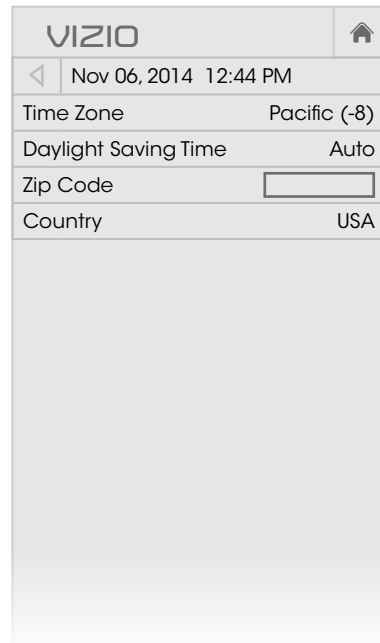 VIZIO
Nov 06, 2014 12:44 PM
Time Zone Pacific (-8)
Daylight Saving Time Auto
Zip Code
Country USA